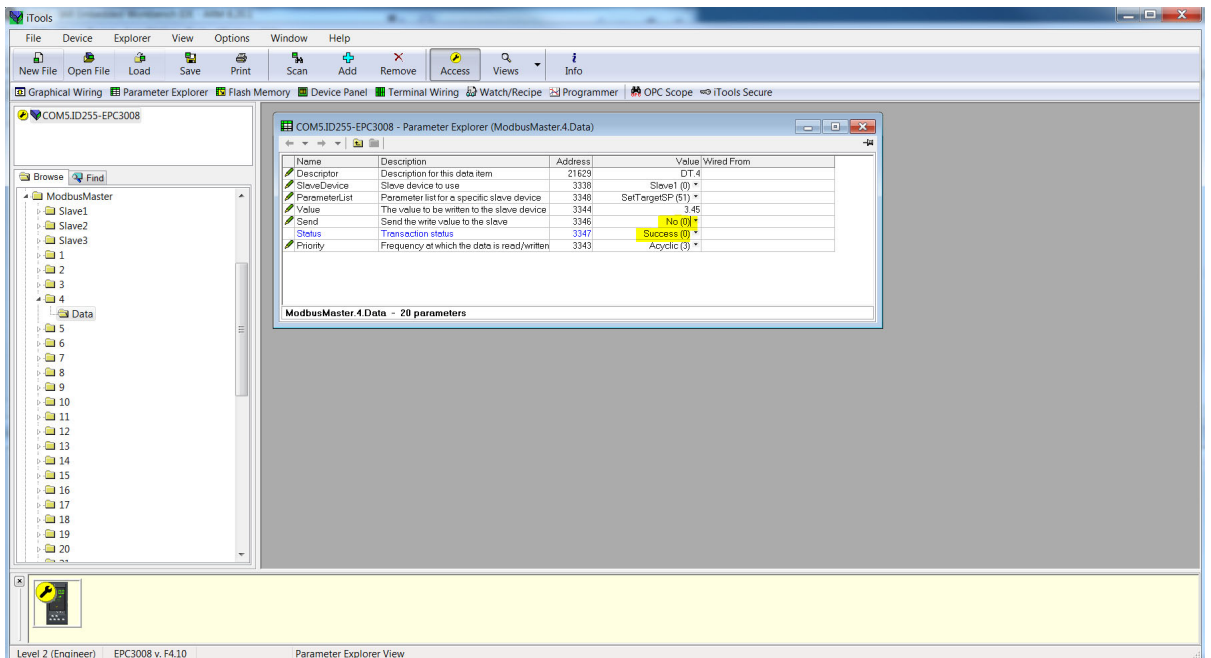 iTools
File Device Explorer View Options Window Help
New File Open File Load Save Print Scan Add Remove Access Views Info
Graphical Wiring Parameter Explorer Flash Memory Device Panel Terminal Wiring Watch/Recipe Programmer OPC Scope iTools Secure
COM5.ID255-EPC3008
COM5.ID255-EPC3008 - Parameter Explorer (ModbusMaster.4.Data)
Name Description Address Value Wired From
Descriptor Description for this data item 21629 DT.4
SlaveDevice Slave device to use 3338 Slave1 (0)
ParameterList Parameter list for a specific slave device 3348 SetTargetSP (51)
Value The value to be written to the slave device 3344 3.45
Send Send the write value to the slave 3346 No (0)
Status Transaction status 3347 Success (0)
Priority Frequency at which the data is read/written 3343 Acyclic (3)
ModbusMaster.4.Data - 20 parameters
Browse Find
ModbusMaster
Slave1
Slave2
Slave3
1
2
3
4
Data
5
6
7
8
9
10
11
12
13
14
15
16
17
18
19
20
Level 2 (Engineer) EPC3008 v. F4.10 Parameter Explorer View